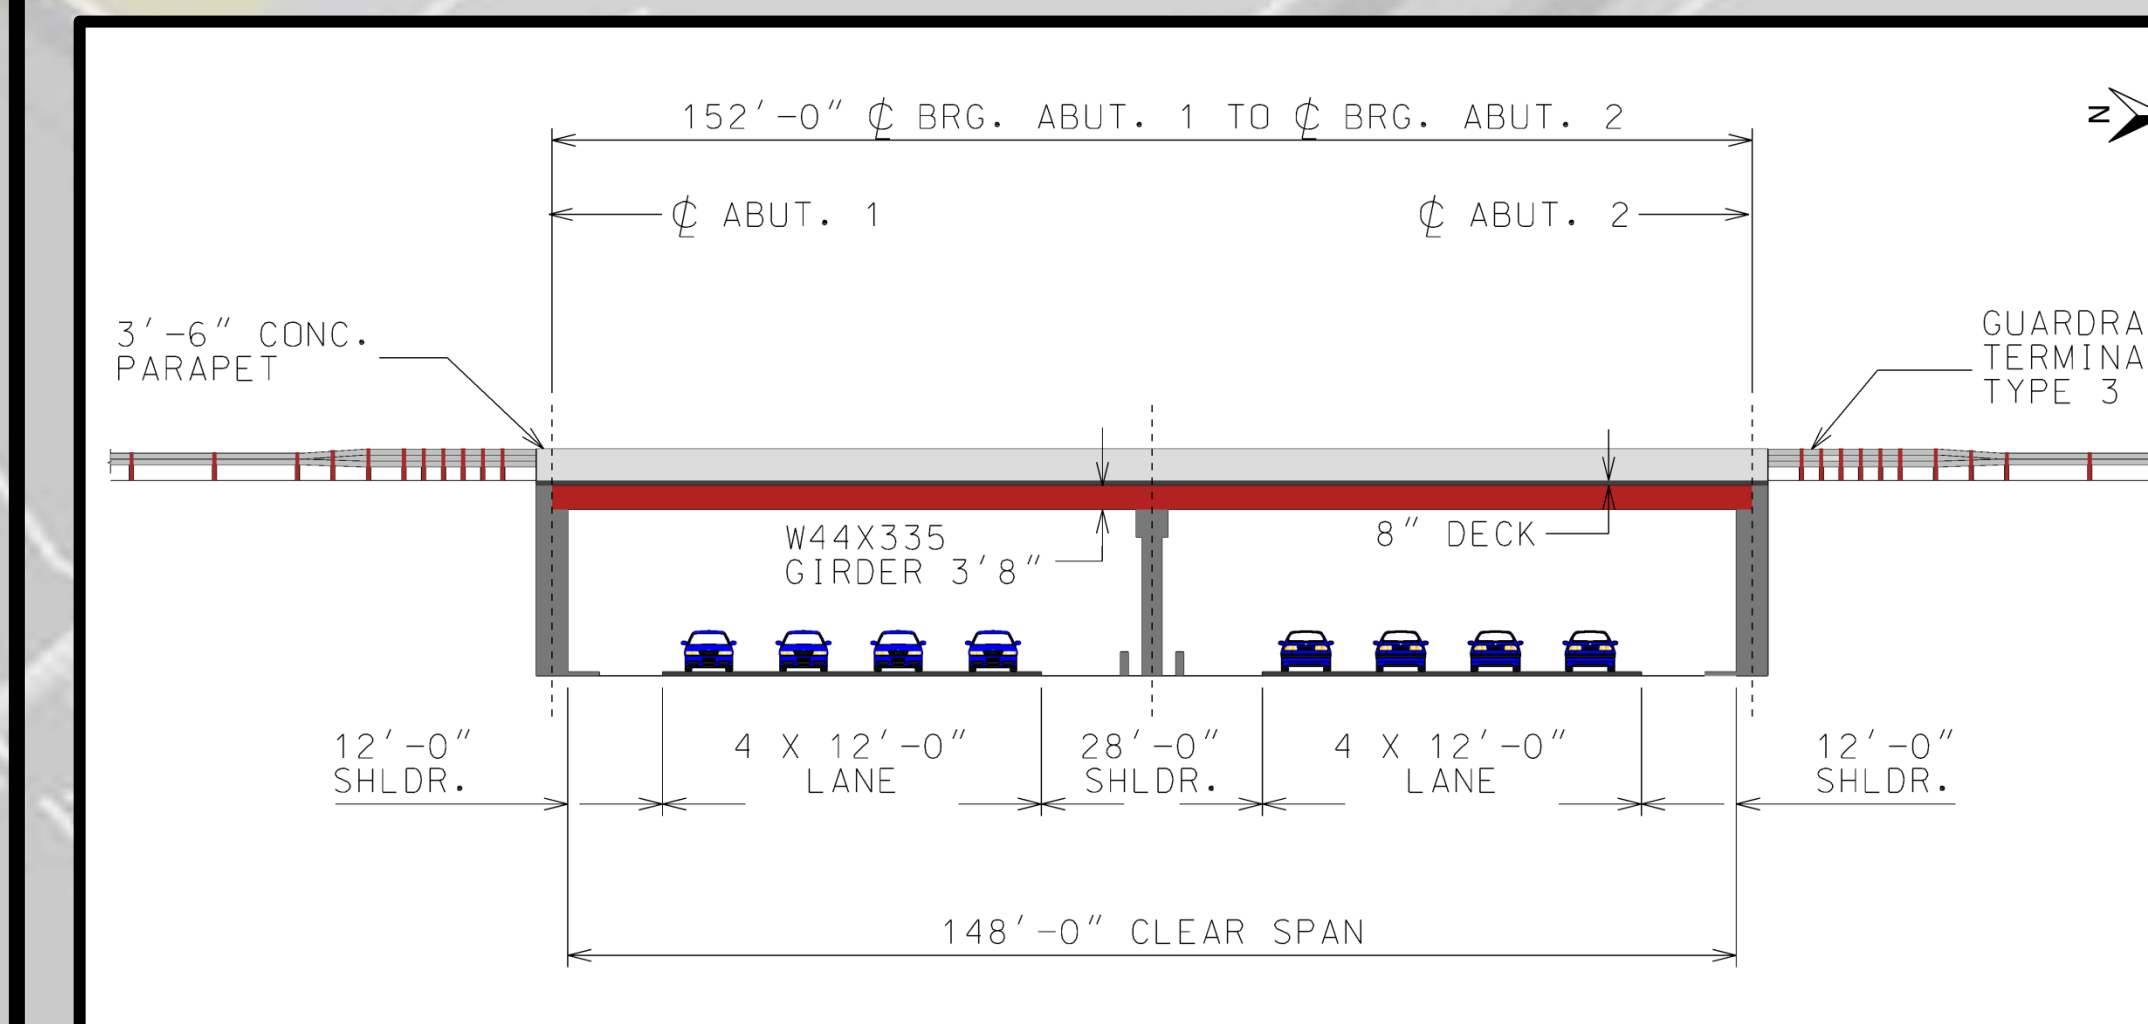 152'-0" ℄ BRG. ABUT. 1 TO ℄ BRG. ABUT. 2
N
℄ ABUT. 1
℄ ABUT. 2
3'-6" CONC.
PARAPET
GUARDRA
TERMINA
TYPE 3
W44X335
GIRDER 3'8"
8" DECK
12'-0"
SHLDR.
4 X 12'-0"
LANE
28'-0"
SHLDR.
4 X 12'-0"
LANE
12'-0"
SHLDR.
148'-0" CLEAR SPAN